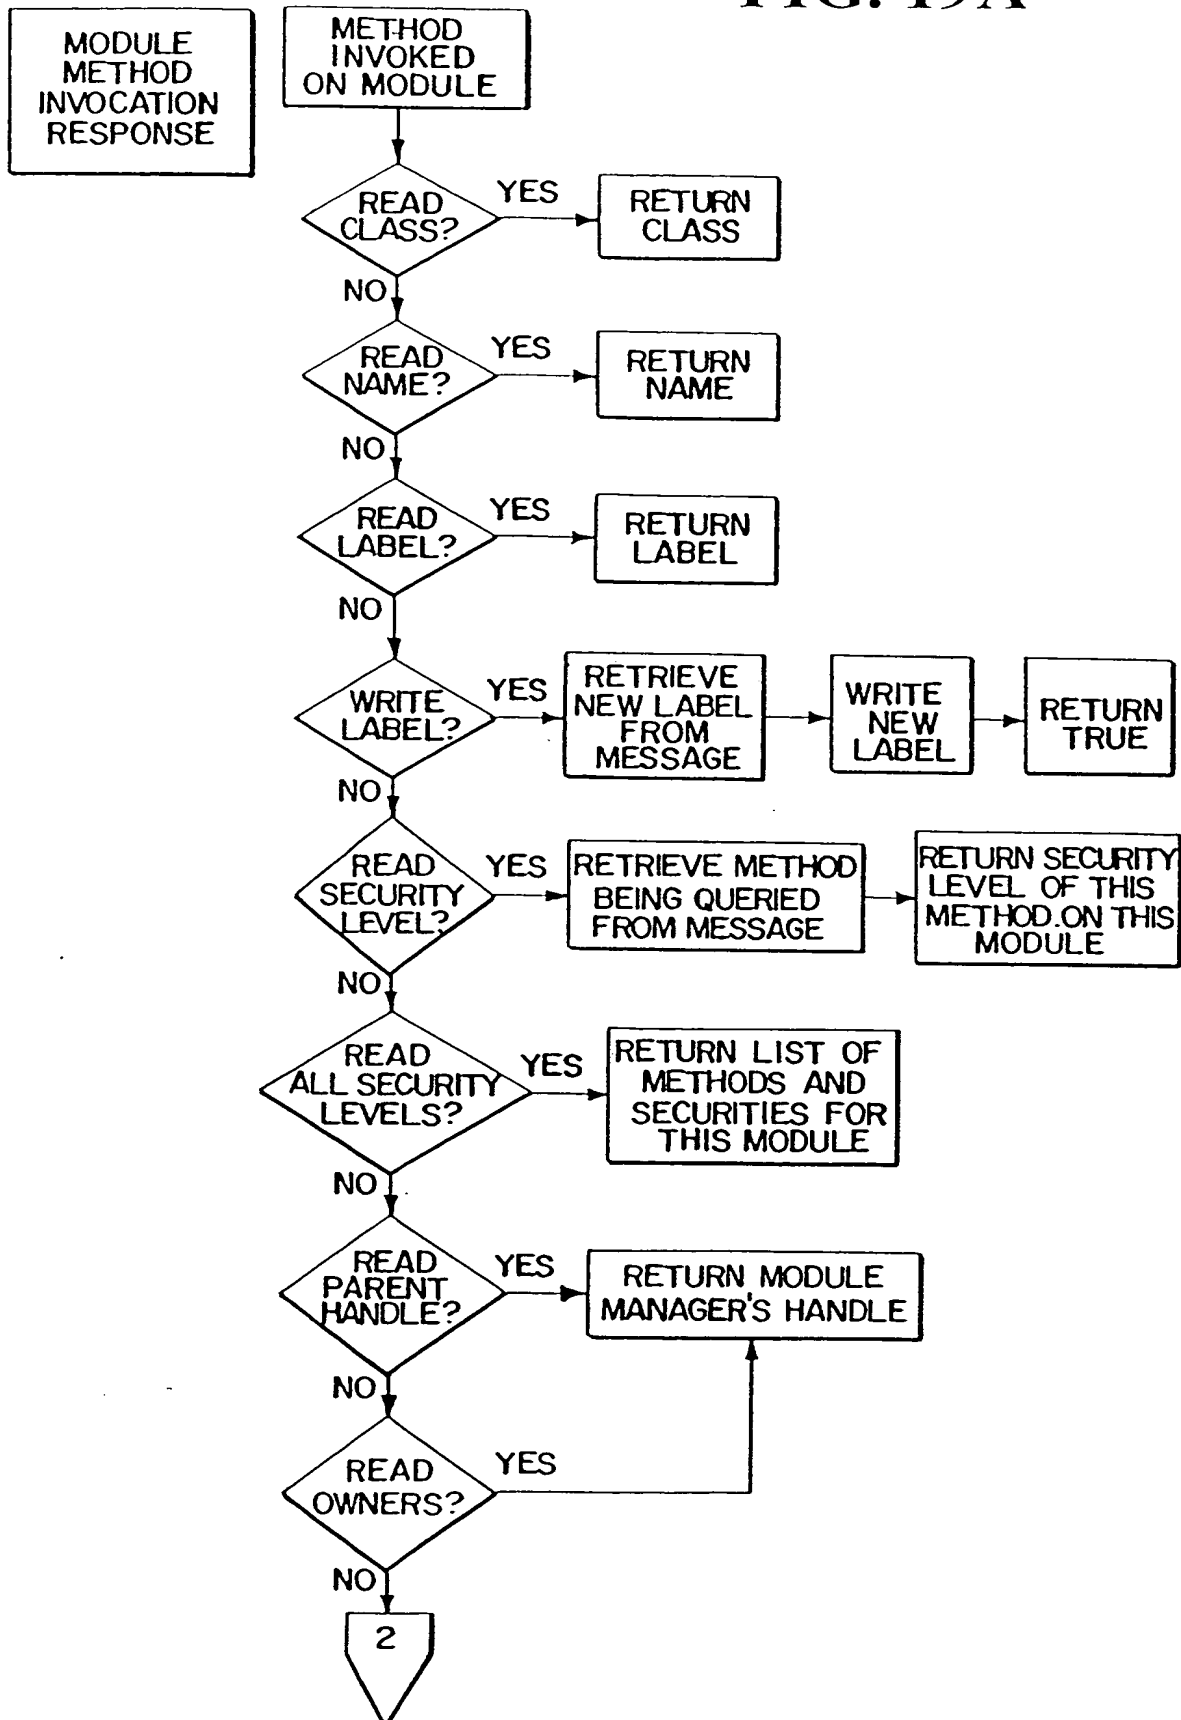 FIG. 19A
MODULE
METHOD
INVOCATION
RESPONSE
METHOD
INVOKED
ON MODULE
READ
CLASS?
YES
RETURN
CLASS
NO
READ
NAME?
YES
RETURN
NAME
NO
READ
LABEL?
YES
RETURN
LABEL
NO
WRITE
LABEL?
YES
RETRIEVE
NEW LABEL
FROM
MESSAGE
WRITE
NEW
LABEL
RETURN
TRUE
NO
READ
SECURITY
LEVEL?
YES
RETRIEVE METHOD
BEING QUERIED
FROM MESSAGE
RETURN SECURITY
LEVEL OF THIS
METHOD.ON THIS
MODULE
NO
READ
ALL SECURITY
LEVELS?
YES
RETURN LIST OF
METHODS AND
SECURITIES FOR
THIS MODULE
NO
READ
PARENT
HANDLE?
YES
RETURN MODULE
MANAGER'S HANDLE
NO
READ
OWNERS?
YES
NO
2